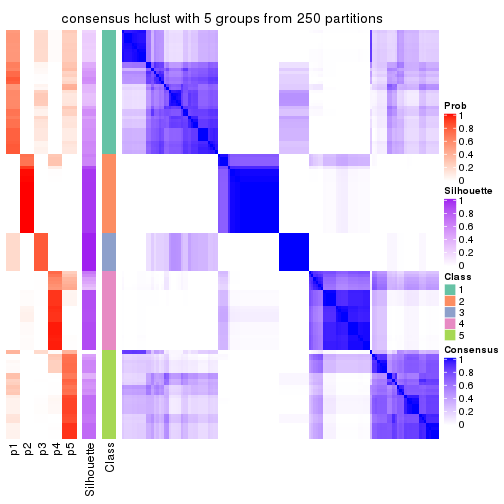 consensus hclust with 5 groups from 250 partitions
Prob
1
0.8
0.6
0.4
0.2
0
Silhouette
1
0.8
0.6
0.4
0.2
0
Class
1
2
3
4
5
Consensus
1
0.8
0.6
0.4
0.2
0
p1
p2
p3
p4
p5
Silhouette
Class